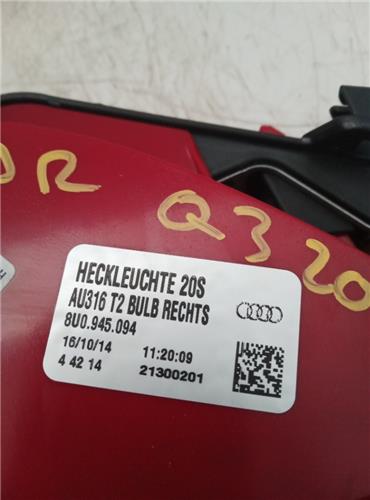 DR Q3 20
HECKLEUCHTE 20S
AU316 T2 BULB RECHTS
8U0.945.094
16/10/14 11:20:09
4 42 14 21300201